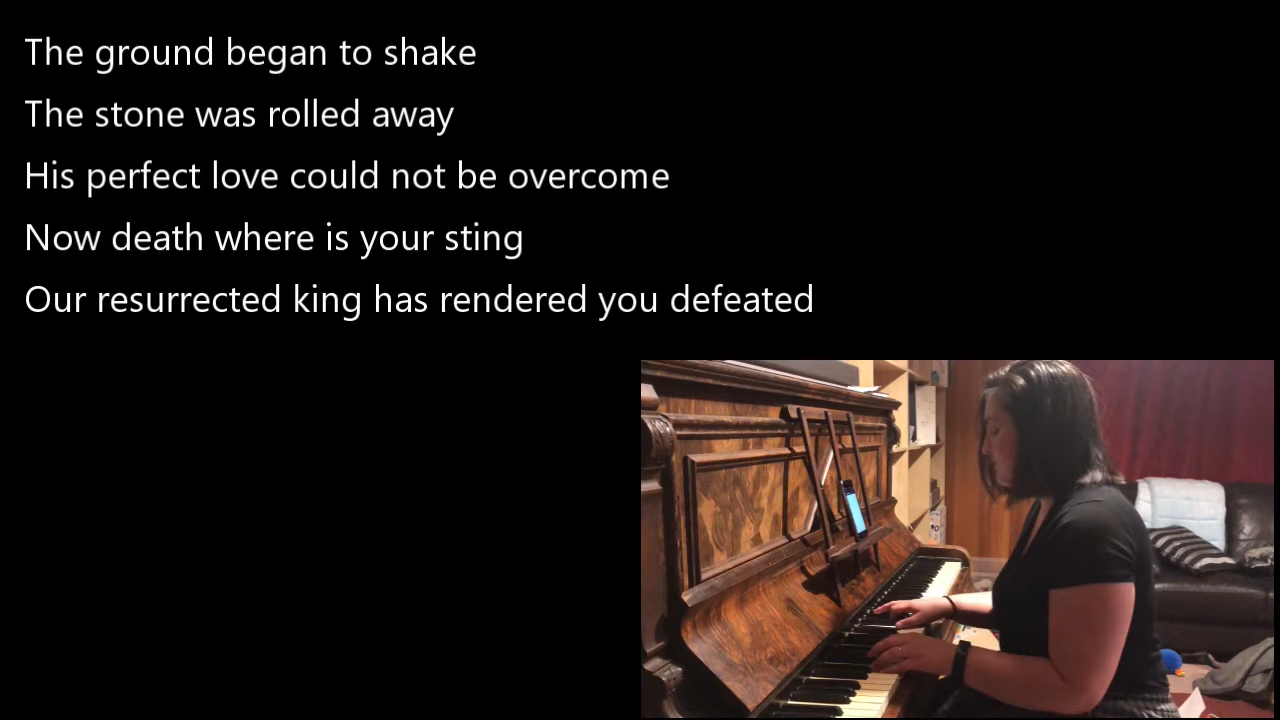 The ground began to shake
The stone was rolled away
His perfect love could not be overcome
Now death where is your sting
Our resurrected king has rendered you defeated